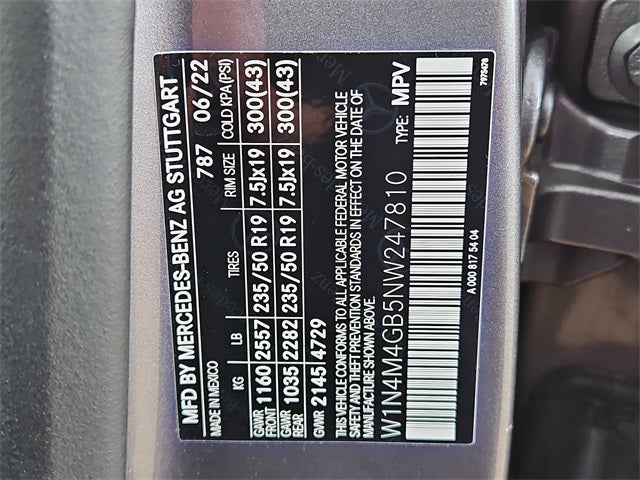 MFD BY MERCEDES-BENZ AG STUTTGART
MADE IN MEXICO 787 06/22
KG LB TIRES RIM SIZE COLD KPA (PSI)
GAWR FRONT 1160 2557 235/50 R19 7.5Jx19 300(43)
GAWR REAR 1035 2282 235/50 R19 7.5Jx19 300(43)
GVWR 2145 4729
THIS VEHICLE CONFORMS TO ALL APPLICABLE FEDERAL MOTOR VEHICLE
SAFETY AND THEFT PREVENTION STANDARDS IN EFFECT ON THE DATE OF
MANUFACTURE SHOWN ABOVE.
W1N4M4GB5NW247810 TYPE: MPV
A 000 817 54 04 7975478